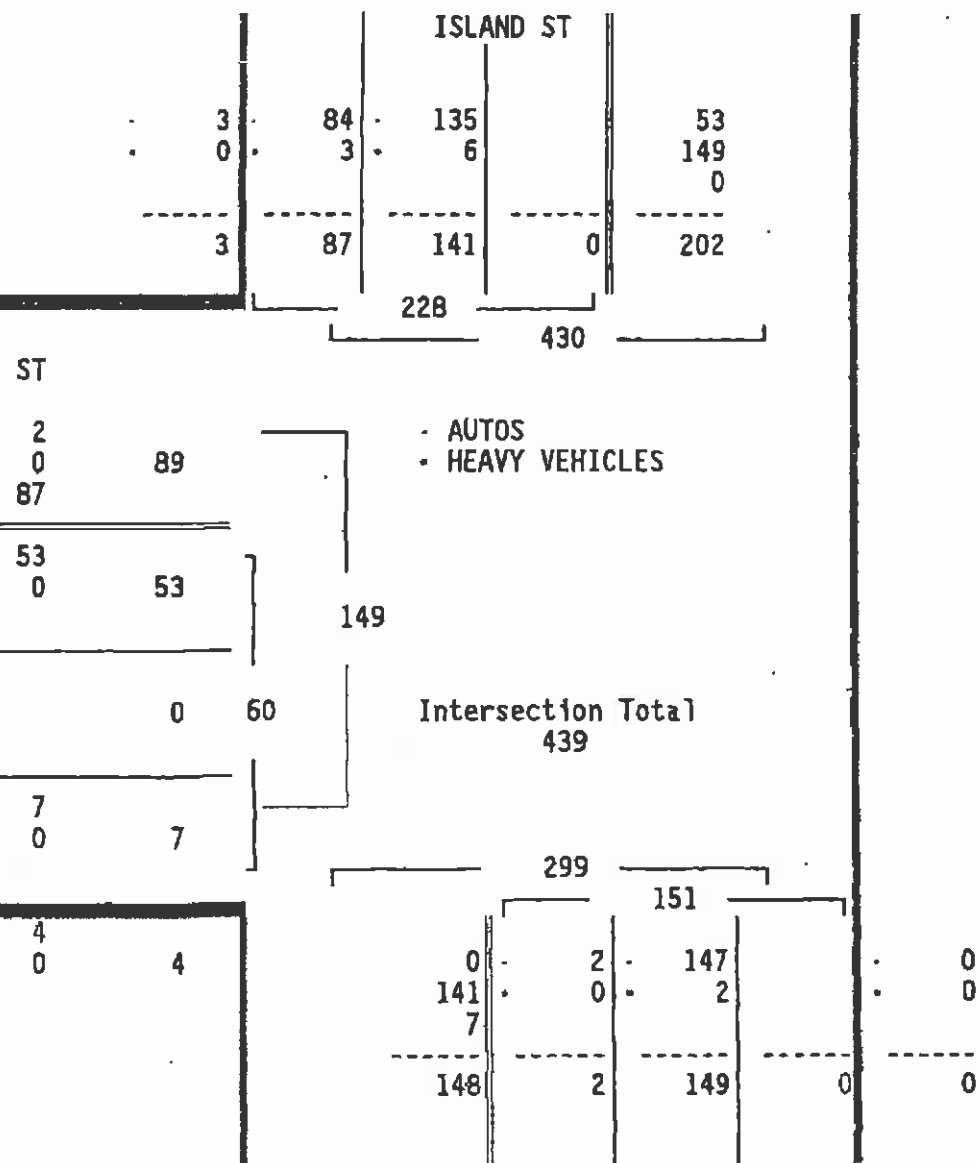 ISLAND ST
· 3 · 84 · 135 53
· 0 · 3 · 6 149
0
3 87 141 0 202
228
430
ST
2 · AUTOS
0 89 · HEAVY VEHICLES
87
53
0 53
149
0 60 Intersection Total
439
7
0 7
299
151
4
0 4 0 · 2 · 147 · 0
141 · 0 · 2 · 0
7
148 2 149 0 0